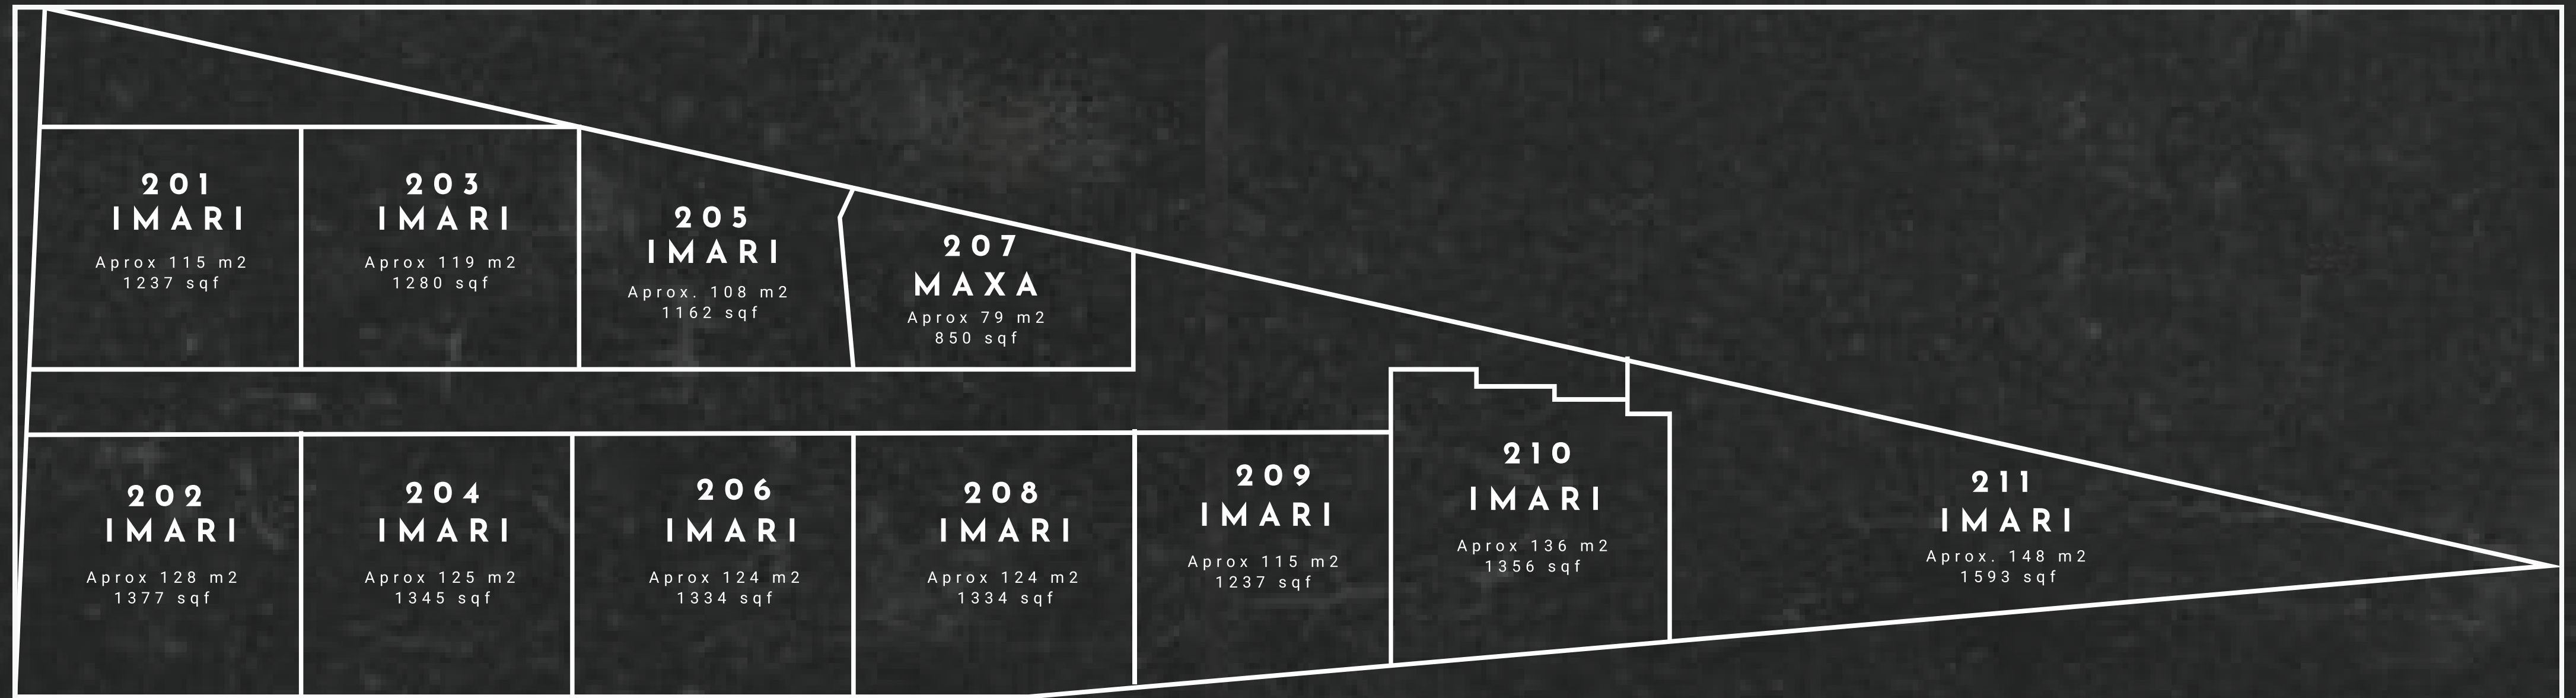 201
IMARI
Aprox 115 m2
1237 sqf
203
IMARI
Aprox 119 m2
1280 sqf
205
IMARI
Aprox. 108 m2
1162 sqf
207
MAXA
Aprox 79 m2
850 sqf
202
IMARI
Aprox 128 m2
1377 sqf
204
IMARI
Aprox 125 m2
1345 sqf
206
IMARI
Aprox 124 m2
1334 sqf
208
IMARI
Aprox 124 m2
1334 sqf
209
IMARI
Aprox 115 m2
1237 sqf
210
IMARI
Aprox 136 m2
1356 sqf
211
IMARI
Aprox. 148 m2
1593 sqf